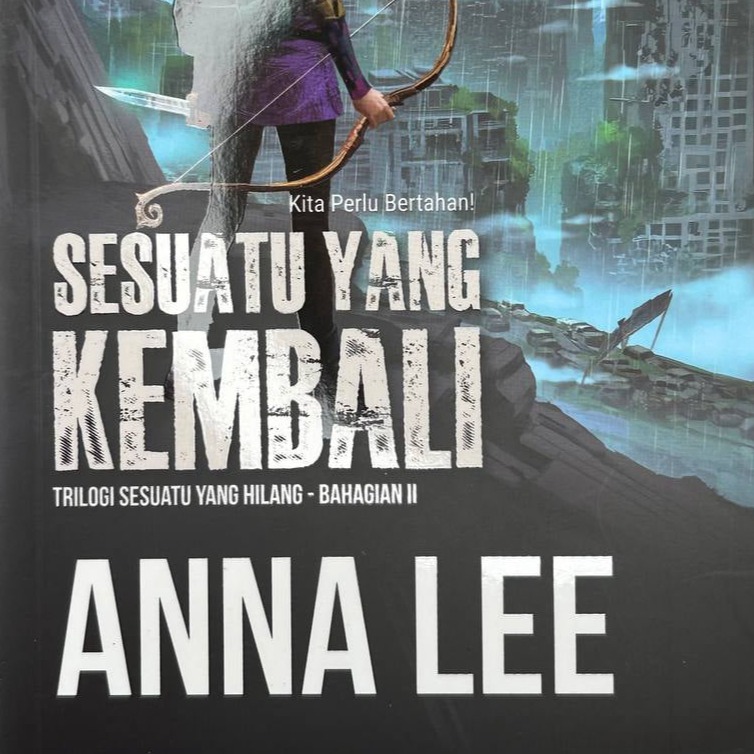 Kita Perlu Bertahan!
SESUATU YANG
KEMBALI
TRILOGI SESUATU YANG HILANG - BAHAGIAN II
ANNA LEE